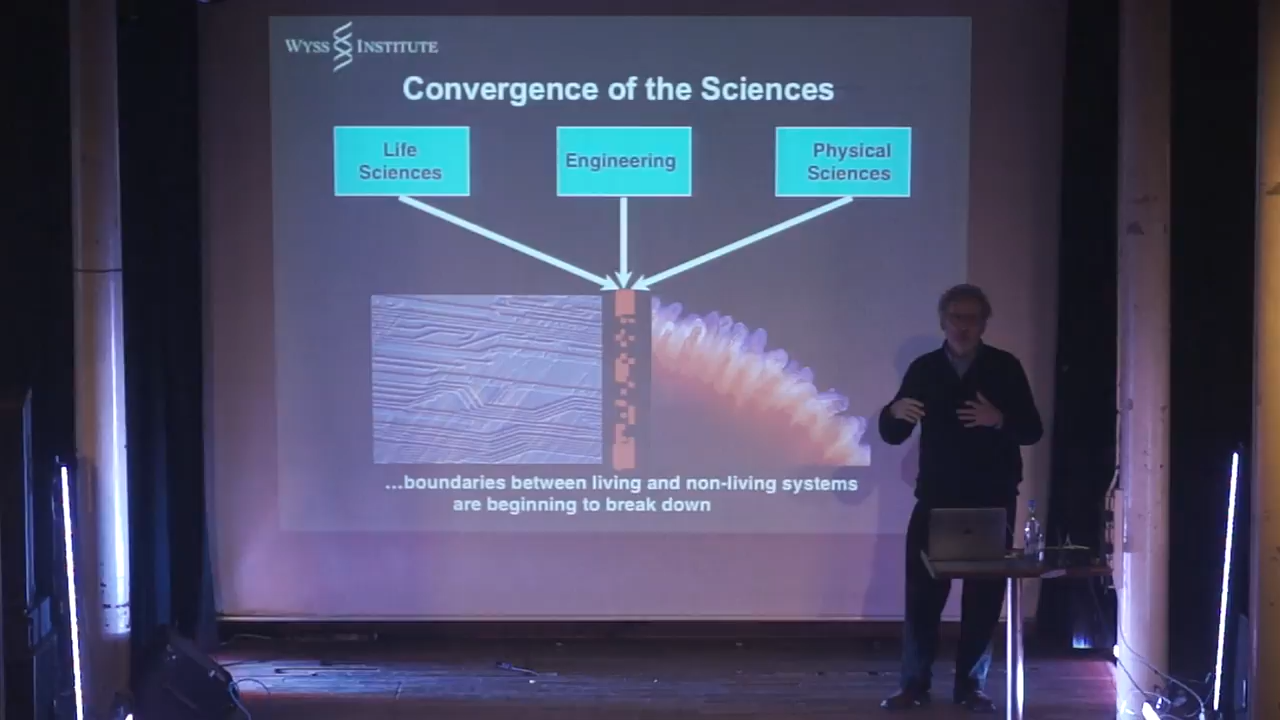 WYSS INSTITUTE
Convergence of the Sciences
Life
Sciences
Engineering
Physical
Sciences
...boundaries between living and non-living systems
are beginning to break down